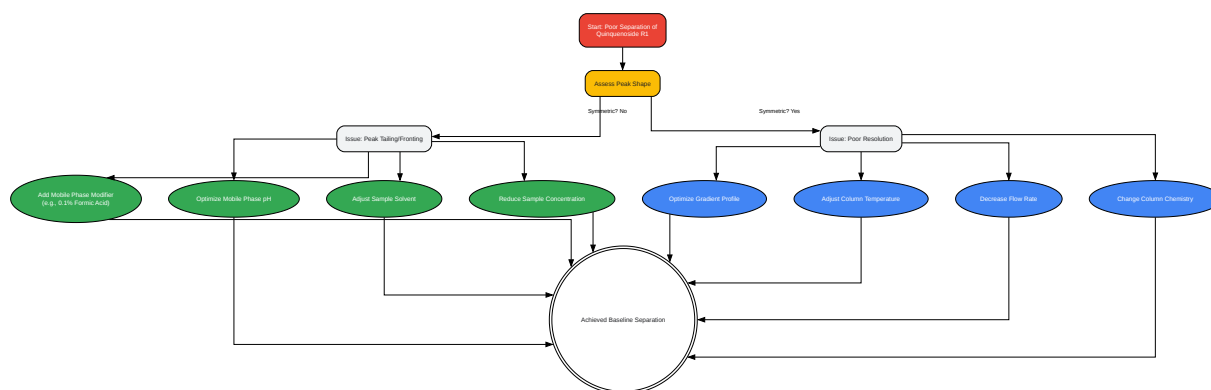 Start: Poor Separation of
Quinquenoside R1
Assess Peak Shape
Symmetric? No
Symmetric? Yes
Issue: Peak Tailing/Fronting
Issue: Poor Resolution
Add Mobile Phase Modifier
(e.g., 0.1% Formic Acid)
Optimize Mobile Phase pH
Adjust Sample Solvent
Reduce Sample Concentration
Optimize Gradient Profile
Adjust Column Temperature
Decrease Flow Rate
Change Column Chemistry
Achieved Baseline Separation